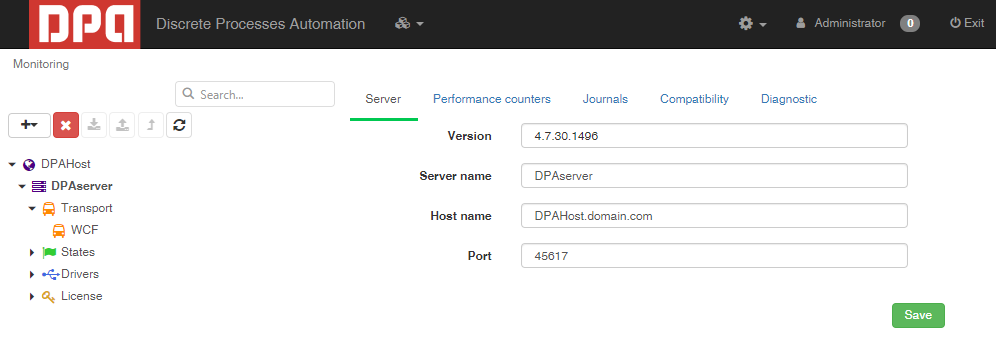 DPA Discrete Processes Automation Administrator 0 Exit
Monitoring
Search...
Server Performance counters Journals Compatibility Diagnostic
Version 4.7.30.1496
DPAHost
Server name DPAserver
DPAserver
Transport
Host name DPAHost.domain.com
WCF
States
Port 45617
Drivers
License
Save